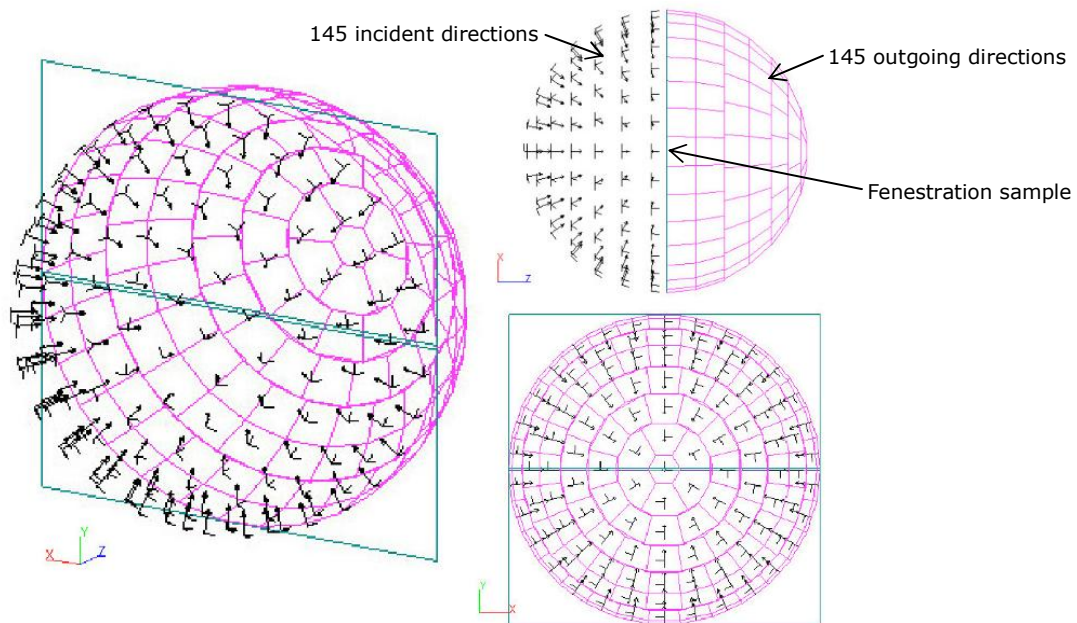 145 incident directions
145 outgoing directions
Fenestration sample
X
Z
X
Y
Z
Y
X